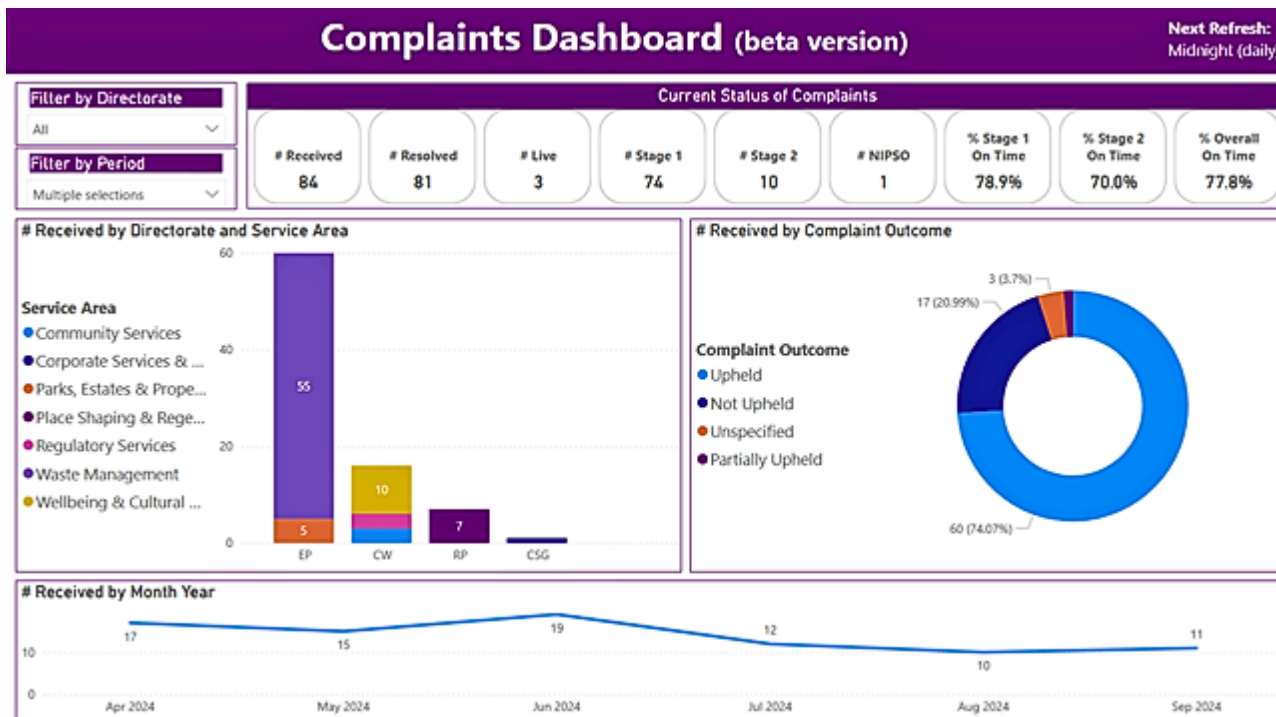 Complaints Dashboard (beta version)
Next Refresh:
Midnight (daily)
Filter by Directorate
All
Filter by Period
Multiple selections
Current Status of Complaints
# Received
84
# Resolved
81
# Live
3
# Stage 1
74
# Stage 2
10
# NIPSO
1
% Stage 1
On Time
78.9%
% Stage 2
On Time
70.0%
% Overall
On Time
77.8%
# Received by Directorate and Service Area
Service Area
Community Services
Corporate Services & ...
Parks, Estates & Prope...
Place Shaping & Rege...
Regulatory Services
Waste Management
Wellbeing & Cultural ...
60
40
20
0
55
5
10
7
EP
CW
RP
CSG
# Received by Complaint Outcome
Complaint Outcome
Upheld
Not Upheld
Unspecified
Partially Upheld
3 (3.7%)
17 (20.99%)
60 (74.07%)
# Received by Month Year
10
0
17
15
19
12
10
11
Apr 2024
May 2024
Jun 2024
Jul 2024
Aug 2024
Sep 2024